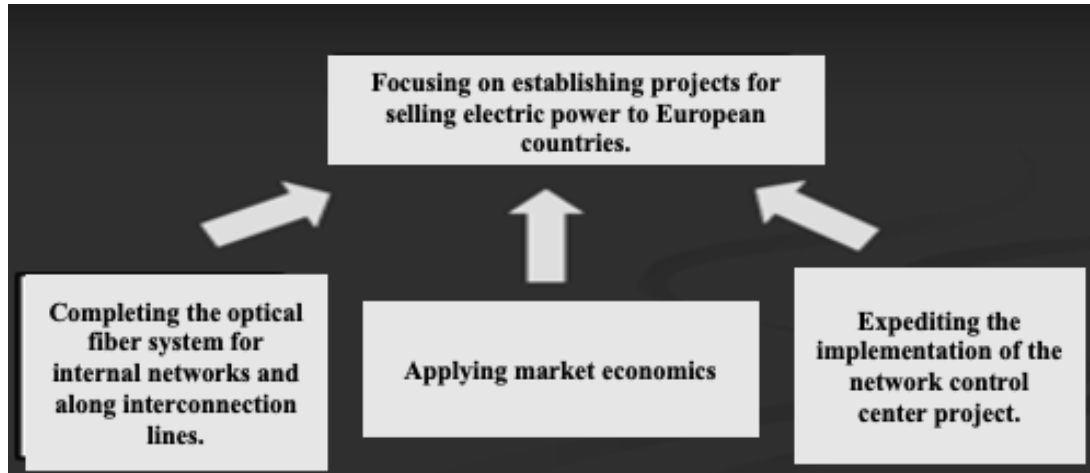 Focusing on establishing projects for
selling electric power to European
countries.
Completing the optical
fiber system for
internal networks and
along interconnection
lines.
Applying market economics
Expediting the
implementation of the
network control
center project.